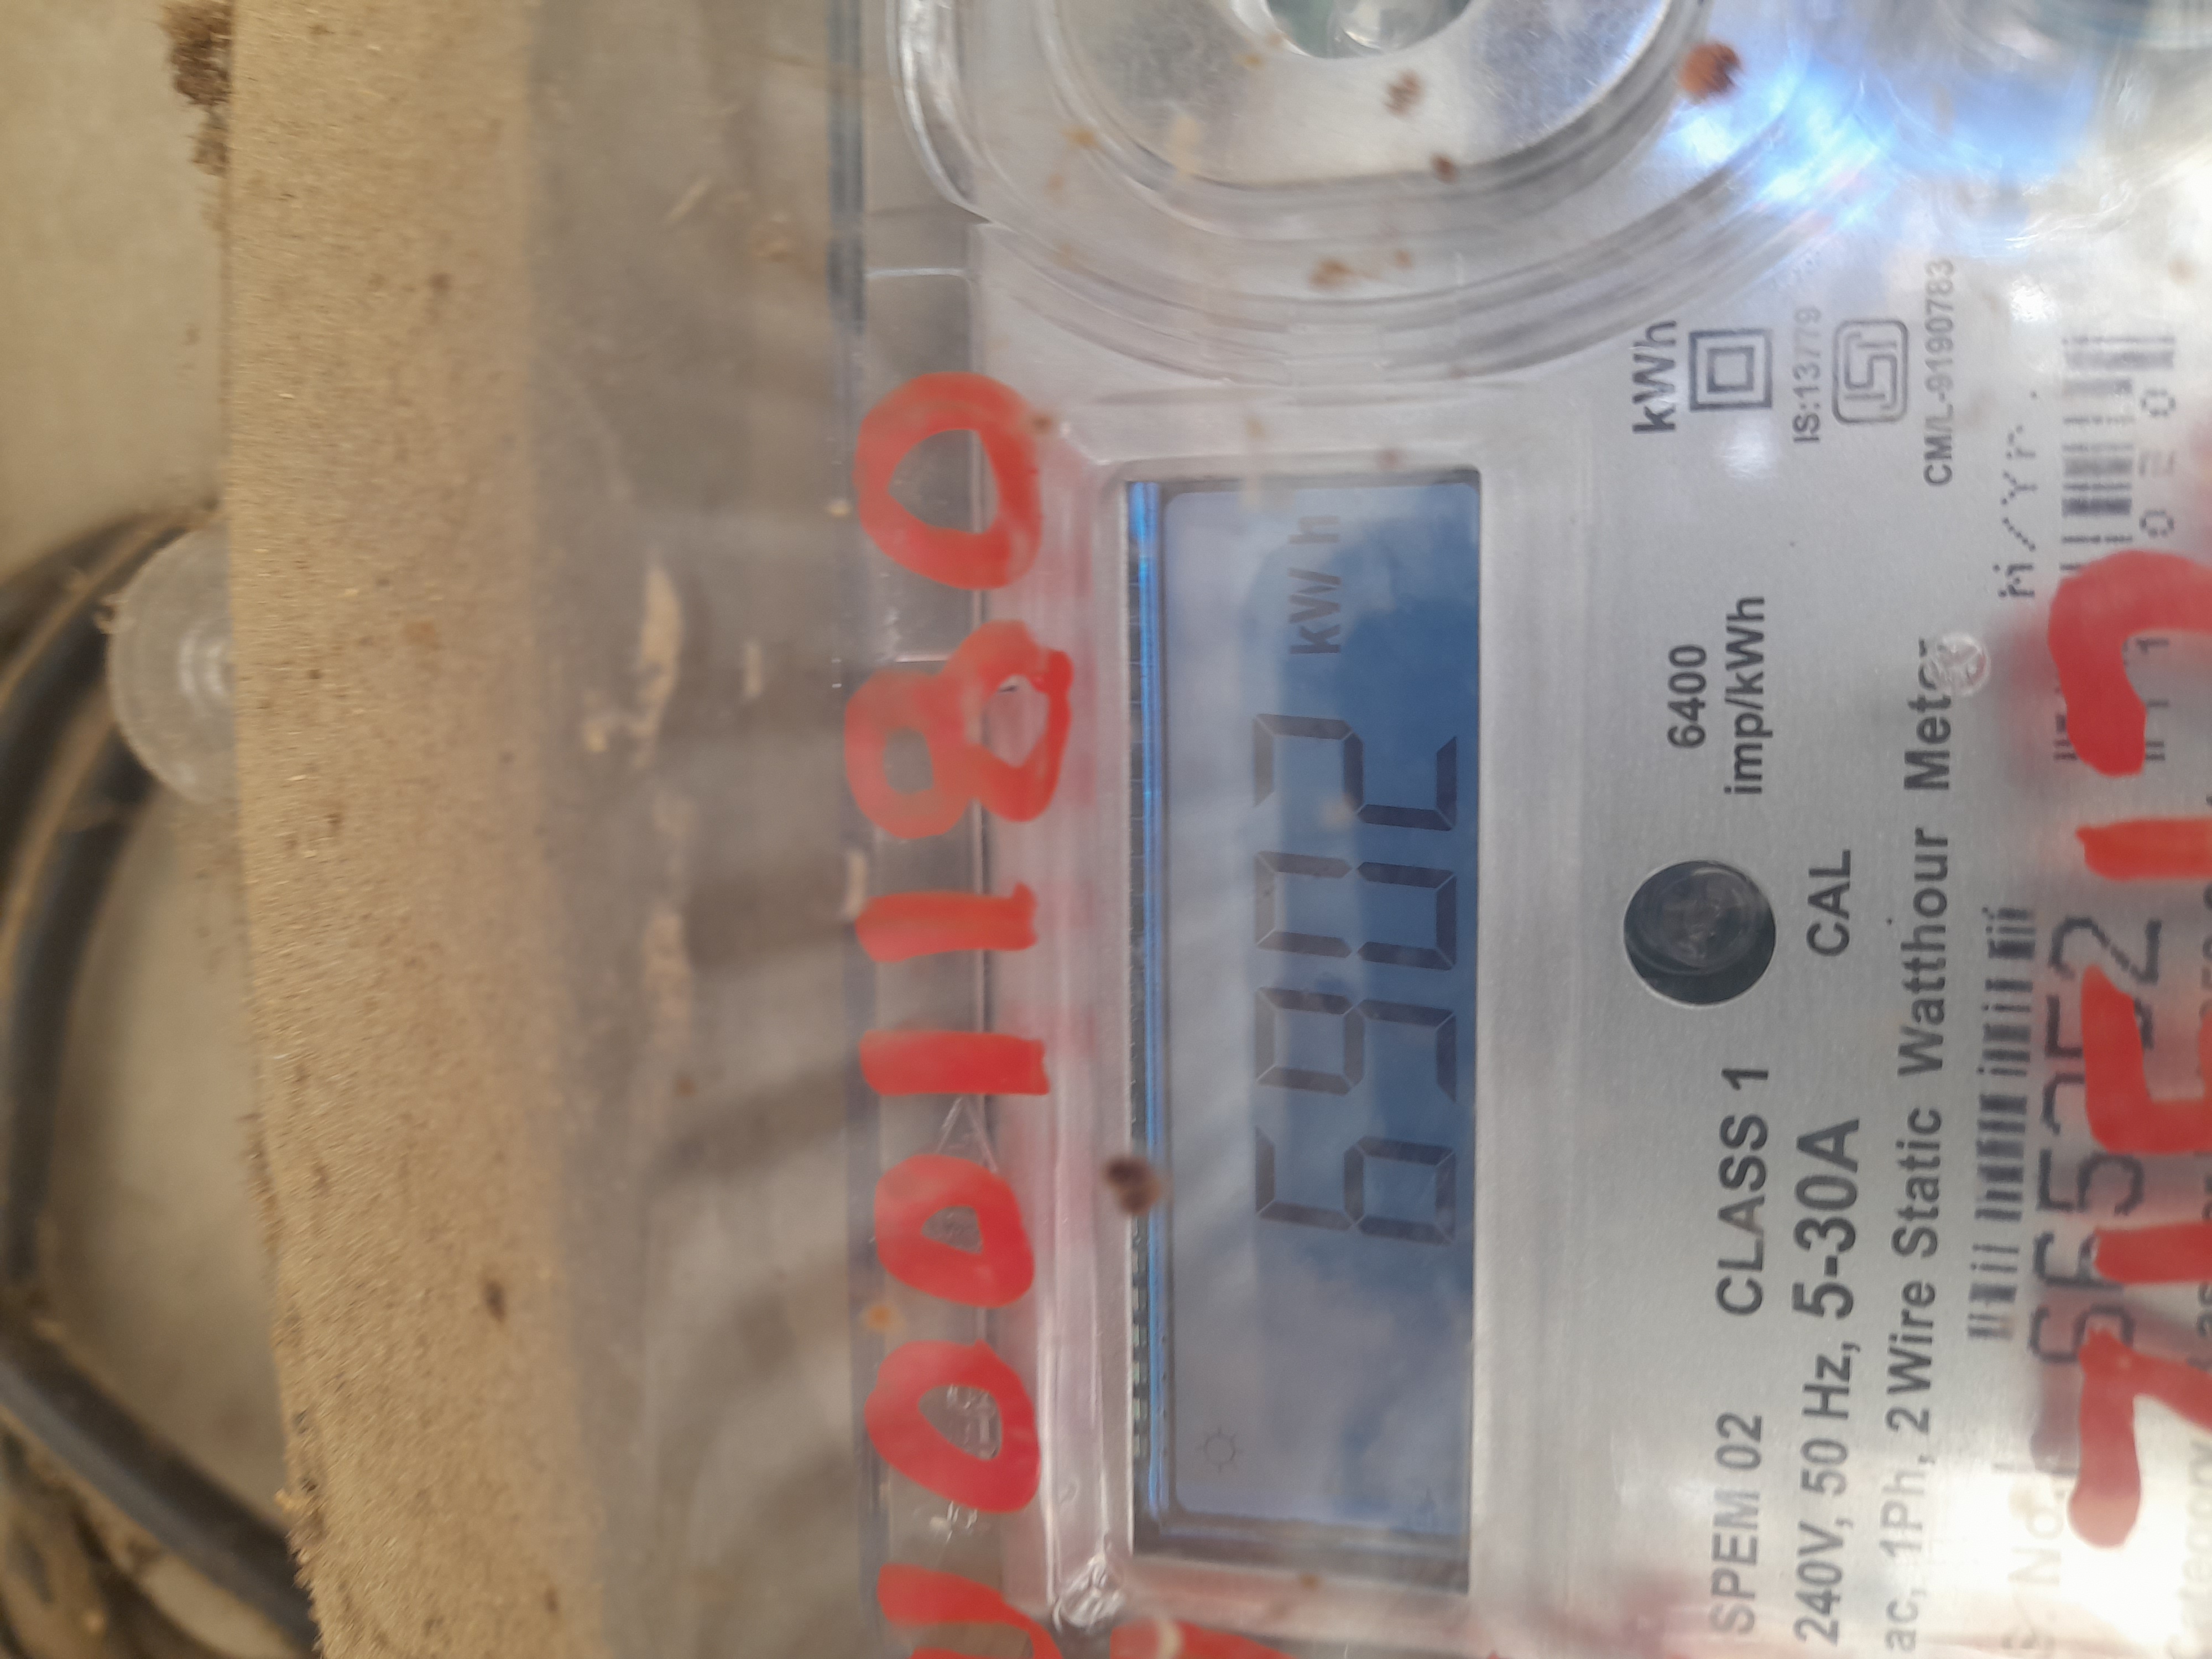 001180
6902 kWh
kWh
SPEM 02 CLASS 1 6400
imp/kWh
240V, 50 Hz, 5-30A CAL IS:13779
ac, 1Ph, 2 Wire Static Watthour Meter CM/L-9190783
M/Yr.